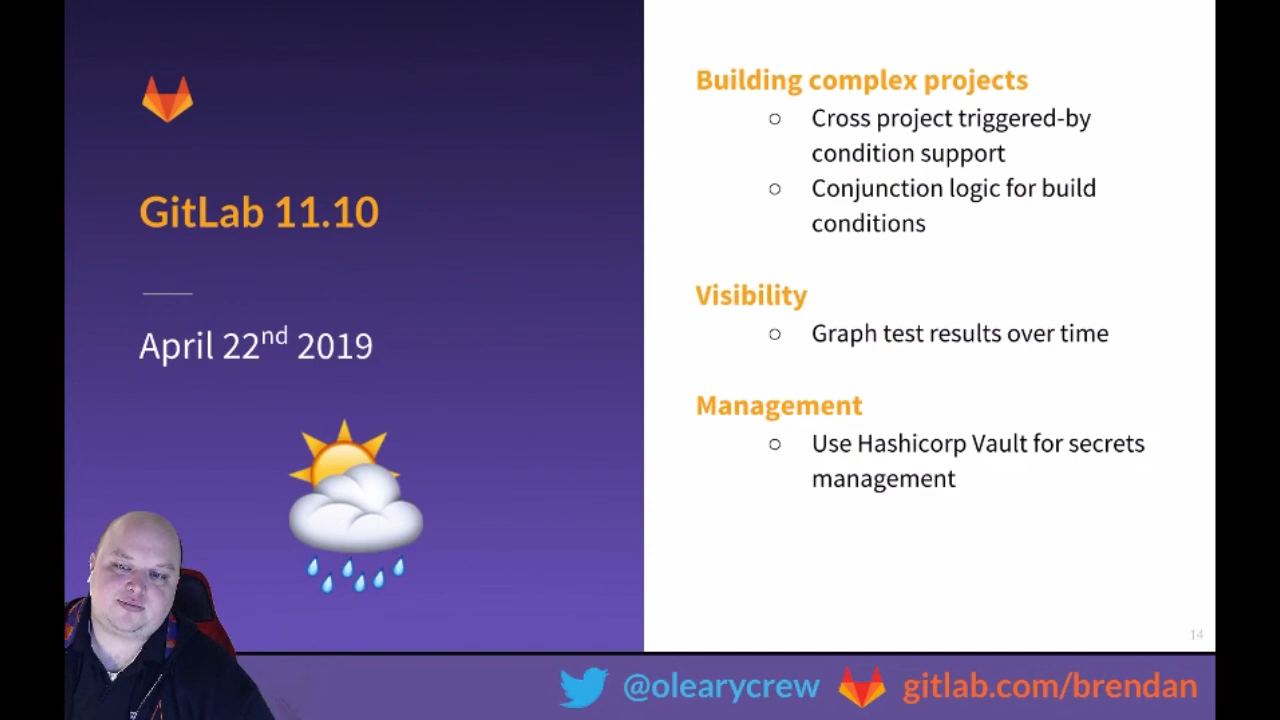 GitLab 11.10
April 22nd 2019
Building complex projects
○ Cross project triggered-by
condition support
○ Conjunction logic for build
conditions
Visibility
○ Graph test results over time
Management
○ Use Hashicorp Vault for secrets
management
14
@olearycrew gitlab.com/brendan